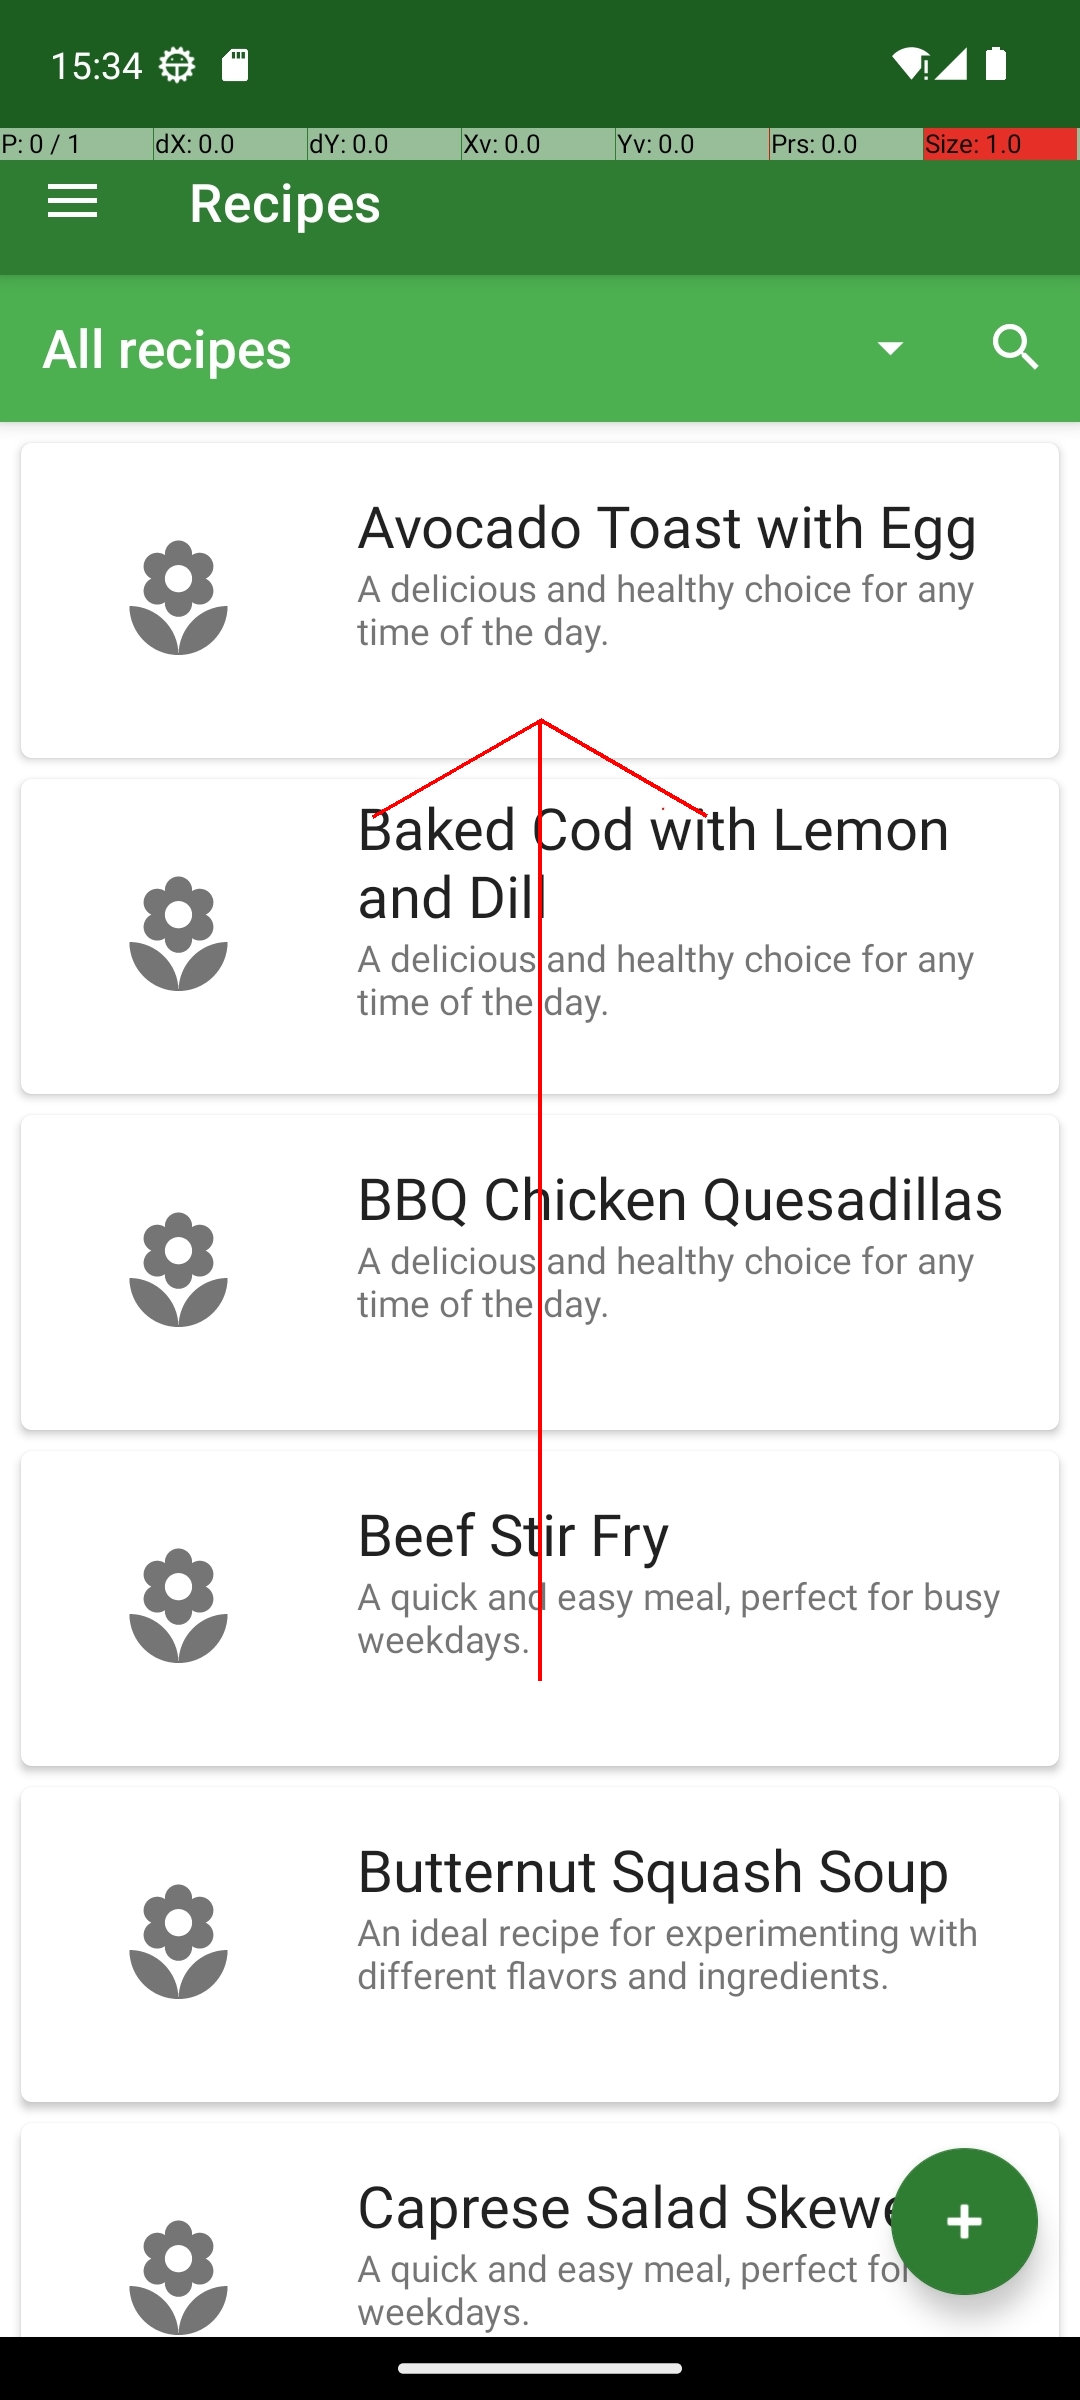 15:34
P: 0 / 1 dX: 0.0 dY: 0.0 Xv: 0.0 Yv: 0.0 Prs: 0.0 Size: 1.0
Recipes
All recipes
Avocado Toast with Egg
A delicious and healthy choice for any
time of the day.
Baked Cod with Lemon
and Dill
A delicious and healthy choice for any
time of the day.
BBQ Chicken Quesadillas
A delicious and healthy choice for any
time of the day.
Beef Stir Fry
A quick and easy meal, perfect for busy
weekdays.
Butternut Squash Soup
An ideal recipe for experimenting with
different flavors and ingredients.
Caprese Salad
A quick and easy meal, perfect for
weekdays.